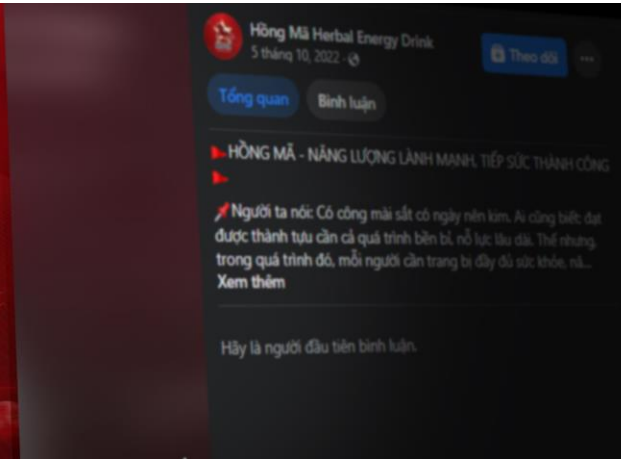 Hồng Mã Herbal Energy Drink
5 tháng 10, 2022
Theo dõi
Tổng quan
Bình luận
HỒNG MÃ - NĂNG LƯỢNG LÀNH MẠNH, TIẾP SỨC THÀNH CÔNG
Người ta nói: Có công mài sắt có ngày nên kim. Ai cũng biết: đạt
được thành tựu cần cả quá trình bền bỉ, nỗ lực lâu dài. Thế nhưng,
trong quá trình đó, mỗi người cần trang bị đầy đủ sức khỏe, nă...
Xem thêm
Hãy là người đầu tiên bình luận.